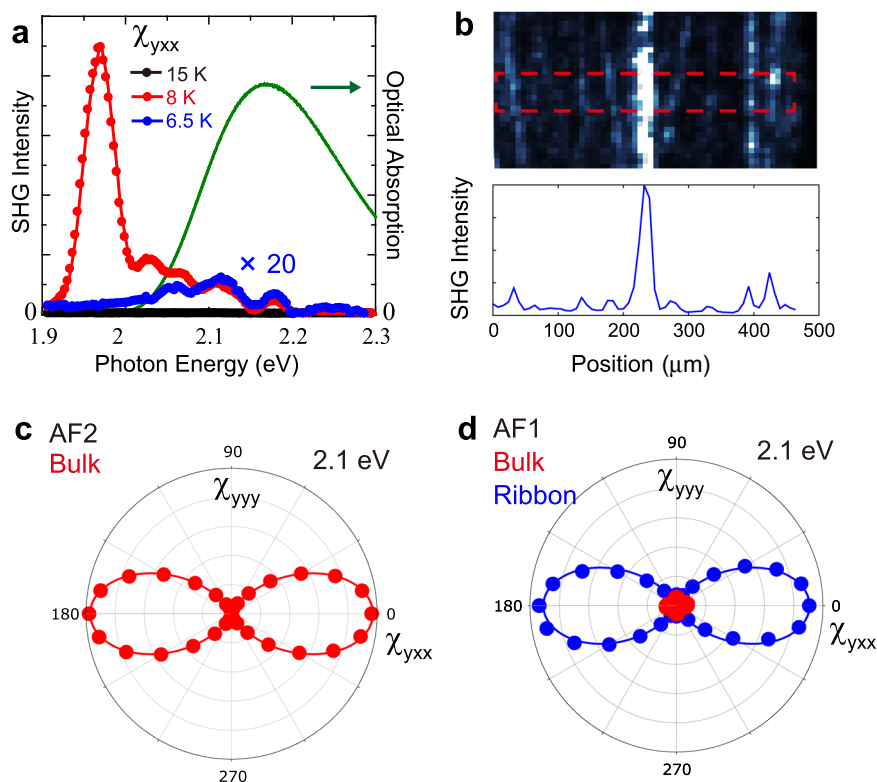 a
χyxx
15 K
8 K
6.5 K
SHG Intensity
Optical Absorption
× 20
0
0
1.9
2
2.1
2.2
2.3
Photon Energy (eV)
b
SHG Intensity
0
100
200
300
400
500
Position (μm)
c
AF2
Bulk
2.1 eV
90
χyyy
180
0
χyxx
270
d
AF1
Bulk
Ribbon
2.1 eV
90
χyyy
180
0
χyxx
270